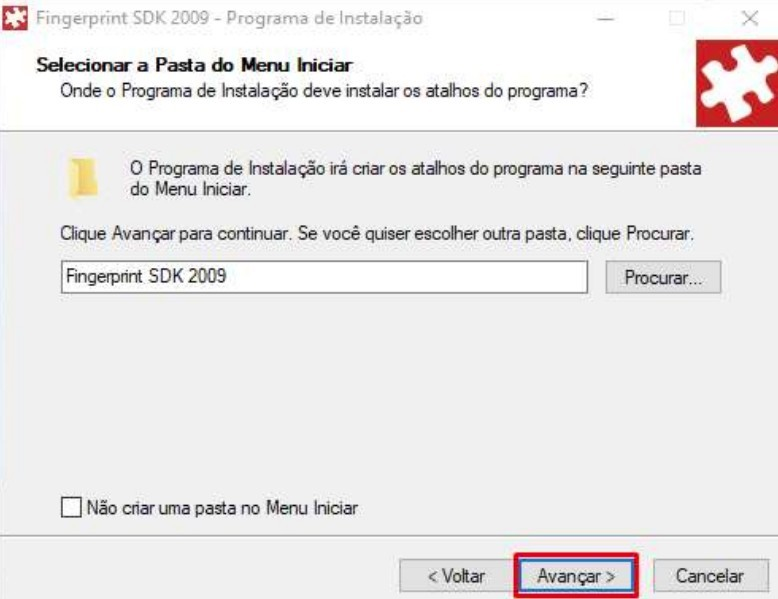 Fingerprint SDK 2009 - Programa de Instalação
Selecionar a Pasta do Menu Iniciar
Onde o Programa de Instalação deve instalar os atalhos do programa?
O Programa de Instalação irá criar os atalhos do programa na seguinte pasta
do Menu Iniciar.
Clique Avançar para continuar. Se você quiser escolher outra pasta, clique Procurar.
Fingerprint SDK 2009
Procurar...
Não criar uma pasta no Menu Iniciar
< Voltar
Avançar >
Cancelar